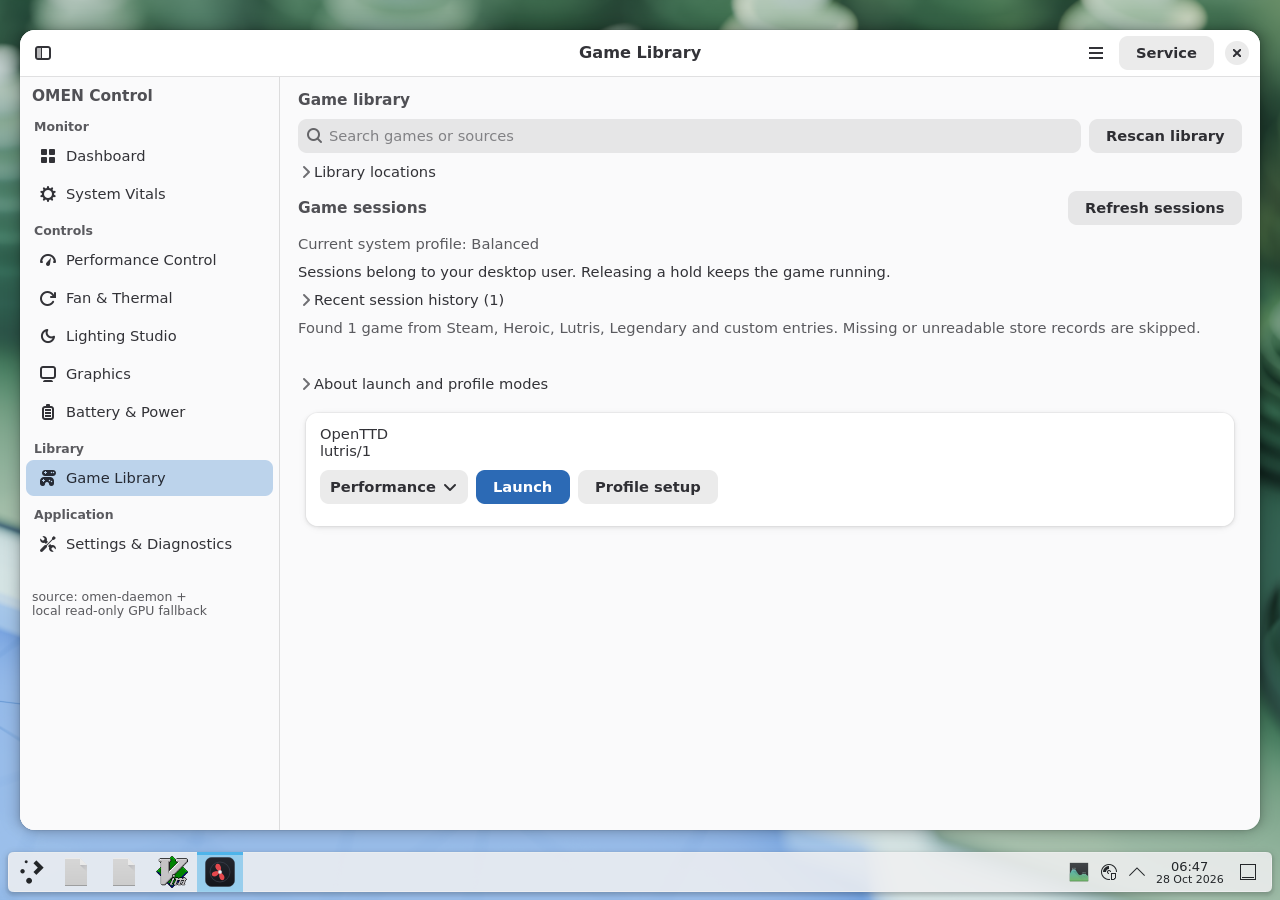 Game Library
Service
OMEN Control
Monitor
Dashboard
System Vitals
Controls
Performance Control
Fan & Thermal
Lighting Studio
Graphics
Battery & Power
Library
Game Library
Application
Settings & Diagnostics
source: omen-daemon +
local read-only GPU fallback
Game library
Search games or sources
Rescan library
Library locations
Game sessions
Refresh sessions
Current system profile: Balanced
Sessions belong to your desktop user. Releasing a hold keeps the game running.
Recent session history (1)
Found 1 game from Steam, Heroic, Lutris, Legendary and custom entries. Missing or unreadable store records are skipped.
About launch and profile modes
OpenTTD
lutris/1
Performance
Launch
Profile setup
06:47
28 Oct 2026